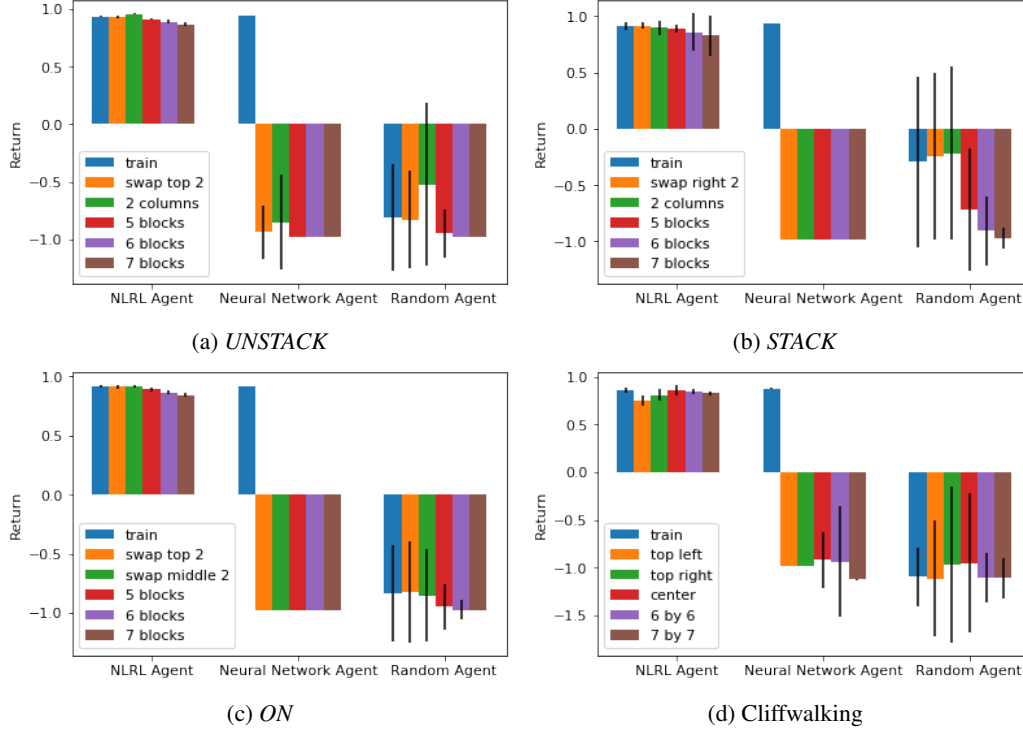 1.0
0.5
0.0
−0.5
−1.0
Return
train
swap top 2
2 columns
5 blocks
6 blocks
7 blocks
NLRL Agent Neural Network Agent Random Agent
(a) UNSTACK
1.0
0.5
0.0
−0.5
−1.0
Return
train
swap right 2
2 columns
5 blocks
6 blocks
7 blocks
NLRL Agent Neural Network Agent Random Agent
(b) STACK
1.0
0.5
0.0
−0.5
−1.0
Return
train
swap top 2
swap middle 2
5 blocks
6 blocks
7 blocks
NLRL Agent Neural Network Agent Random Agent
(c) ON
1.0
0.5
0.0
−0.5
−1.0
−1.5
Return
train
top left
top right
center
6 by 6
7 by 7
NLRL Agent Neural Network Agent Random Agent
(d) Cliffwalking